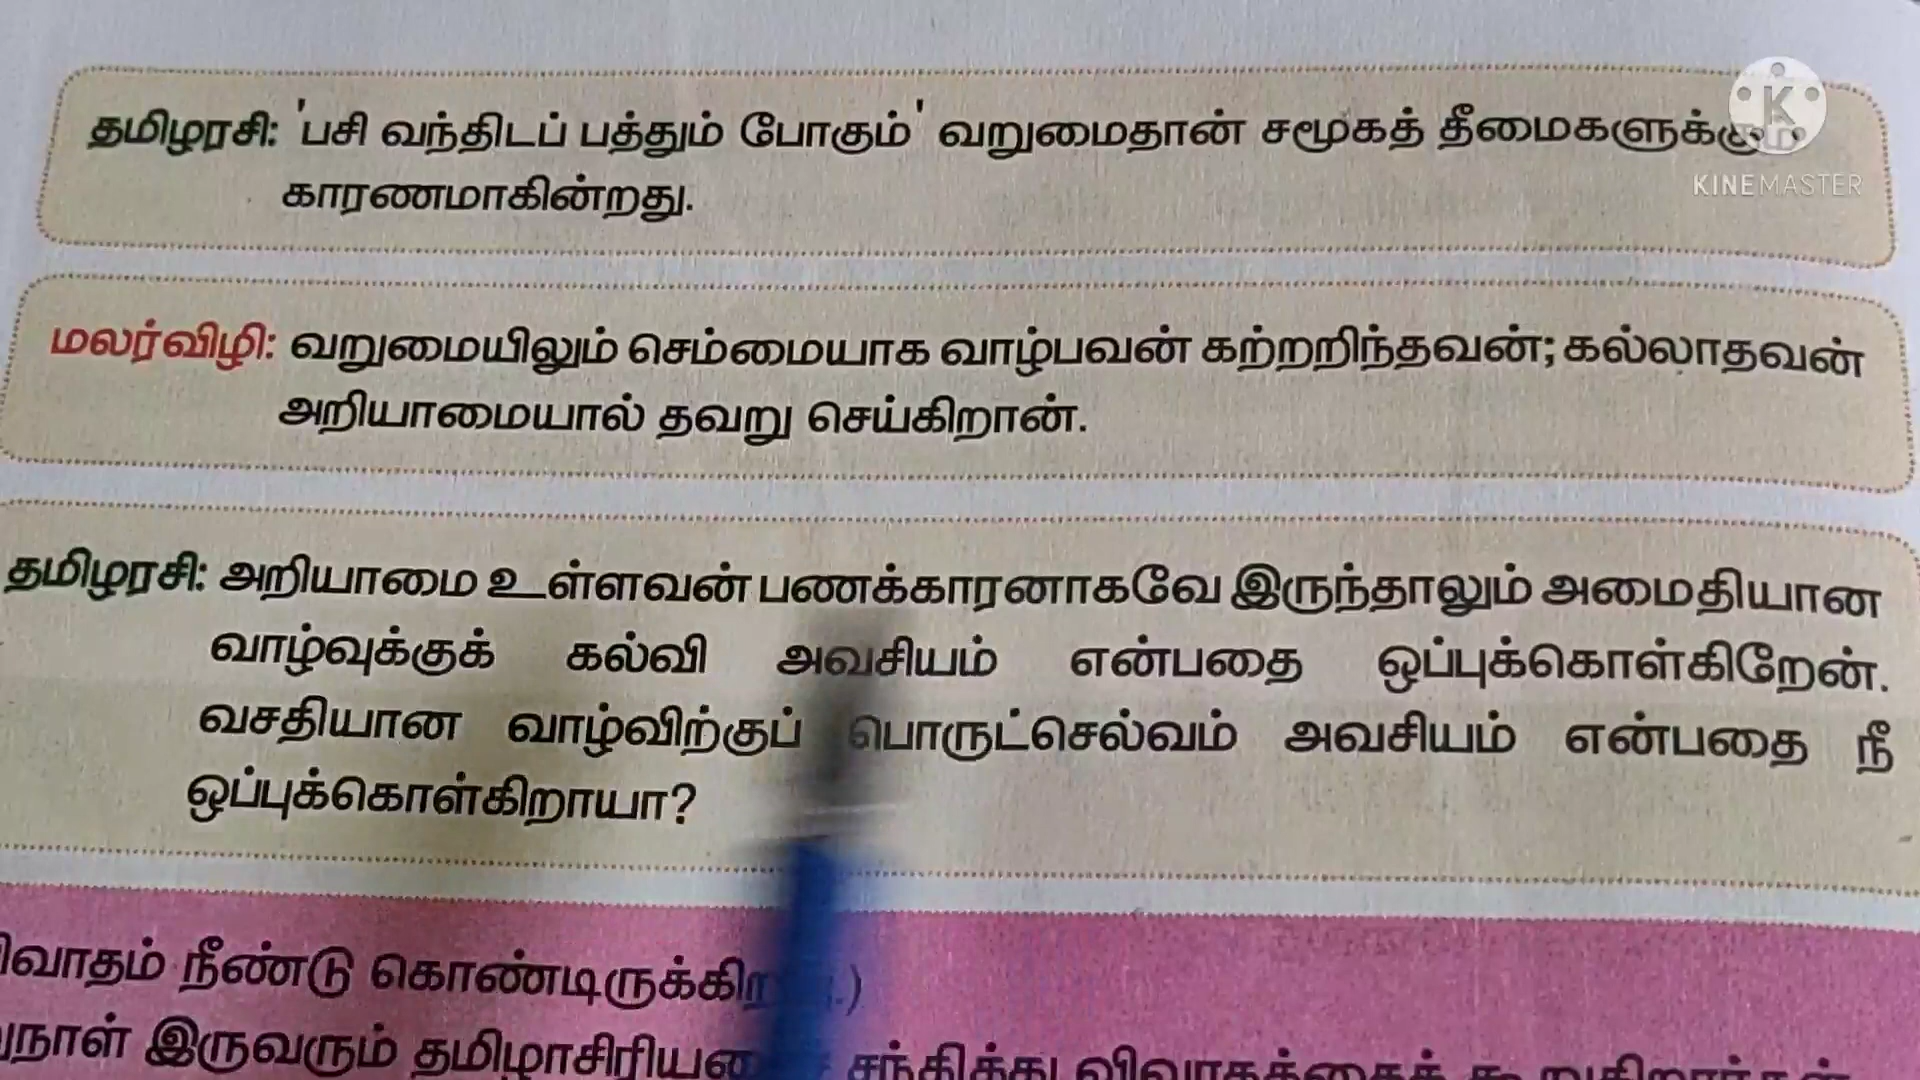 தமிழரசி: 'பசி வந்திடப் பத்தும் போகும்' வறுமைதான் சமூகத் தீமைகளுக்கு
காரணமாகின்றது.
KINEMASTER
மலர்விழி: வறுமையிலும் செம்மையாக வாழ்பவன் கற்றறிந்தவன்; கல்லாதவன்
அறியாமையால் தவறு செய்கிறான்.
தமிழரசி: அறியாமை உள்ளவன் பணக்காரனாகவே இருந்தாலும் அமைதியான
வாழ்வுக்குக் கல்வி அவசியம் என்பதை ஒப்புக்கொள்கிறேன்.
வசதியான வாழ்விற்குப் பொருட்செல்வம் அவசியம் என்பதை நீ
ஒப்புக்கொள்கிறாயா?
நீண்டு
இருவரும்